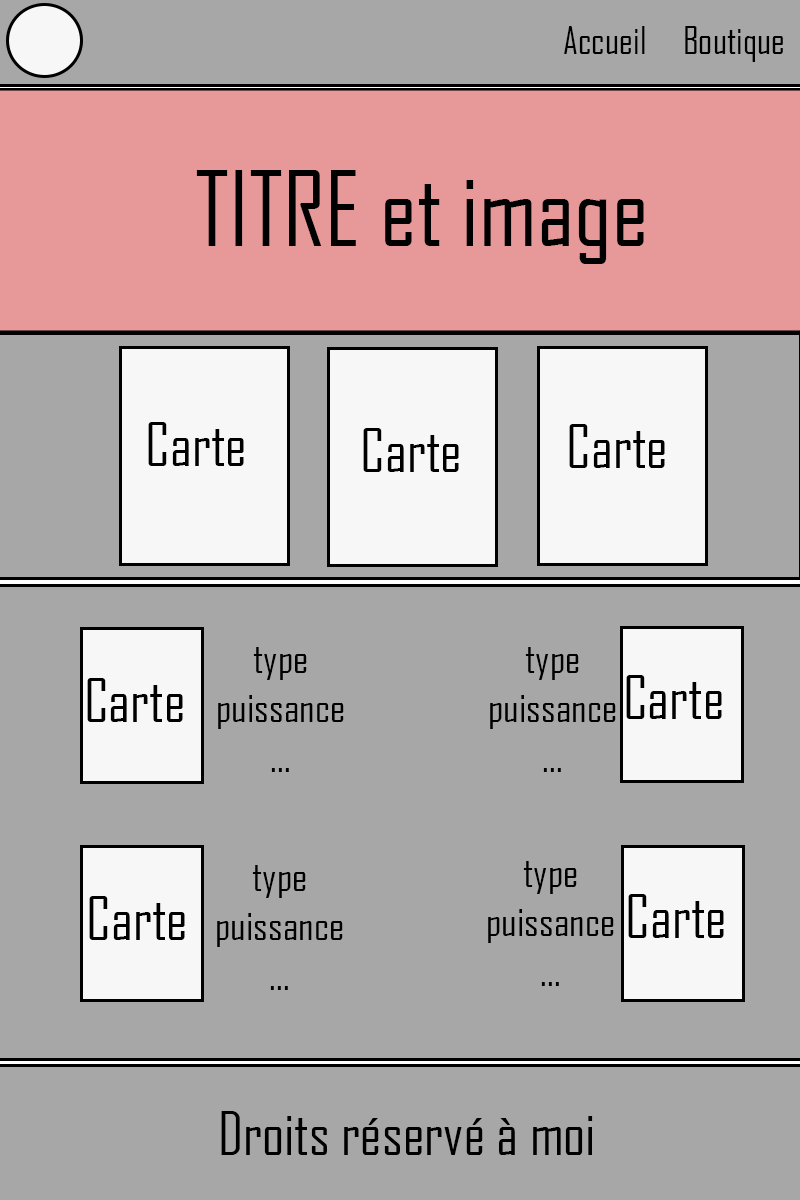 Accueil Boutique
TITRE et image
Carte Carte Carte
Carte
type
puissance
...
type
puissance
...
Carte
Carte
type
puissance
...
type
puissance
...
Carte
Droits réservé à moi